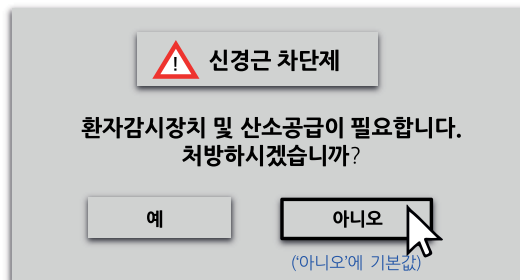 신경근 차단제
환자감시장치 및 산소공급이 필요합니다.
처방하시겠습니까?
예
아니오
(‘아니오’에 기본값)